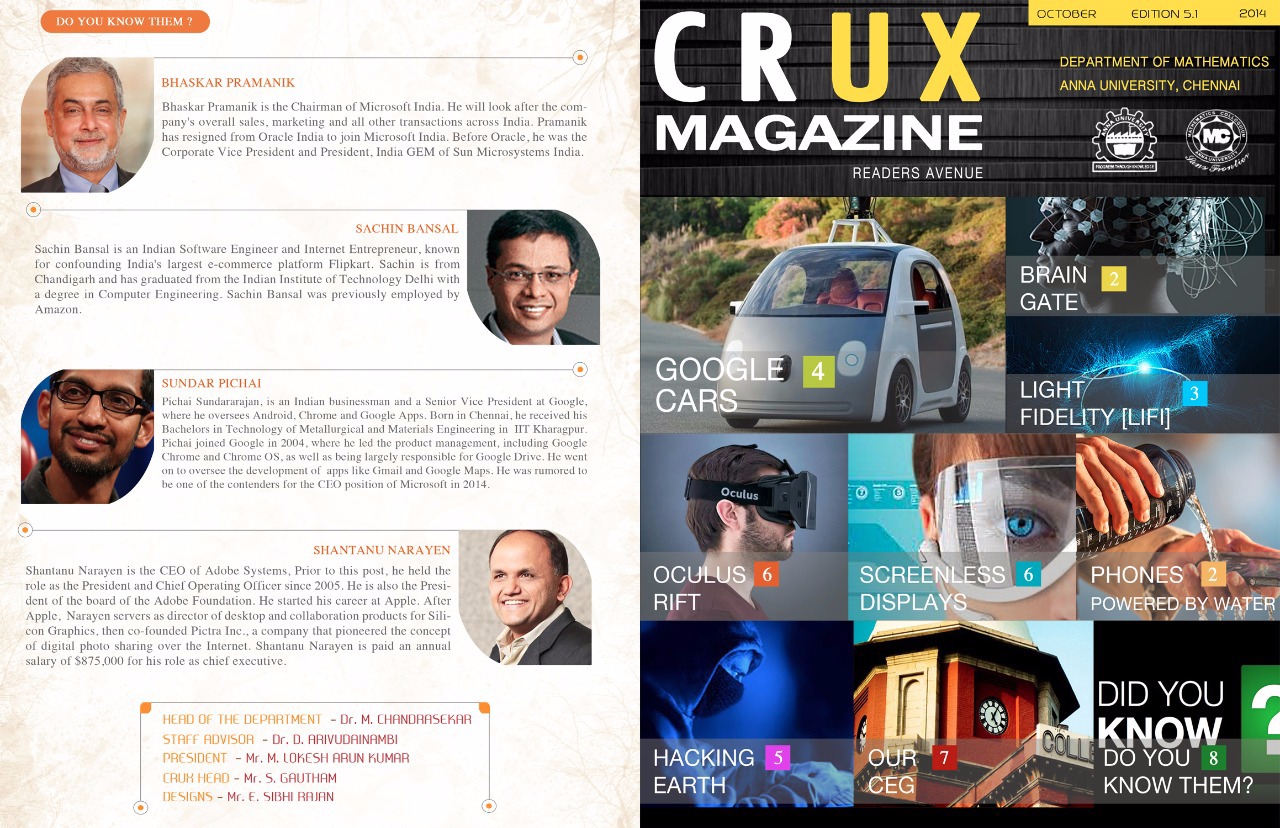 DO YOU KNOW THEM ?
BHASKAR PRAMANIK
Bhaskar Pramanik is the Chairman of Microsoft India. He will look after the com-
pany's overall sales, marketing and all other transactions across India. Pramanik
has resigned from Oracle India to join Microsoft India. Before Oracle, he was the
Corporate Vice President and President, India GEM of Sun Microsystems India.
SACHIN BANSAL
Sachin Bansal is an Indian Software Engineer and Internet Entrepreneur, known
for confounding India's largest e-commerce platform Flipkart. Sachin is from
Chandigarh and has graduated from the Indian Institute of Technology Delhi with
a degree in Computer Engineering. Sachin Bansal was previously employed by
Amazon.
SUNDAR PICHAI
Pichai Sundararajan, is an Indian businessman and a Senior Vice President at Google,
where he oversees Android, Chrome and Google Apps. Born in Chennai, he received his
Bachelors in Technology of Metallurgical and Materials Engineering in IIT Kharagpur.
Pichai joined Google in 2004, where he led the product management, including Google
Chrome and Chrome OS, as well as being largely responsible for Google Drive. He went
on to oversee the development of apps like Gmail and Google Maps. He was rumored to
be one of the contenders for the CEO position of Microsoft in 2014.
SHANTANU NARAYEN
Shantanu Narayen is the CEO of Adobe Systems, Prior to this post, he held the
role as the President and Chief Operating Officer since 2005. He is also the Presi-
dent of the board of the Adobe Foundation. He started his career at Apple. After
Apple, Narayen servers as director of desktop and collaboration products for Sili-
con Graphics, then co-founded Pictra Inc., a company that pioneered the concept
of digital photo sharing over the Internet. Shantanu Narayen is paid an annual
salary of $875,000 for his role as chief executive.
HEAD OF THE DEPARTMENT - Dr. M. CHANDRASEKAR
STAFF ADVISOR - Dr. D. ARIVUDAINAMBI
PRESIDENT - Mr. M. LOKESH ARUN KUMAR
CRUX HEAD - Mr. S. GAUTHAM
DESIGNS - Mr. E. SIBHI RAJAN
OCTOBER EDITION 5.1 2014
CRUX
MAGAZINE
READERS AVENUE
DEPARTMENT OF MATHEMATICS
ANNA UNIVERSITY, CHENNAI
ANNA UNIVERSITY
PROGRESS THROUGH KNOWLEDGE
MATHEMATICS COLLOQUIUM
MC
ANNA UNIVERSITY
Sans Frontier
GOOGLE 4
CARS
BRAIN 2
GATE
LIGHT 3
FIDELITY [LIFI]
Oculus
OCULUS 6
RIFT
SCREENLESS 6
DISPLAYS
PHONES 2
POWERED BY WATER
HACKING 5
EARTH
COLLE
OUR 7
CEG
DID YOU
KNOW
?
DO YOU 8
KNOW THEM?